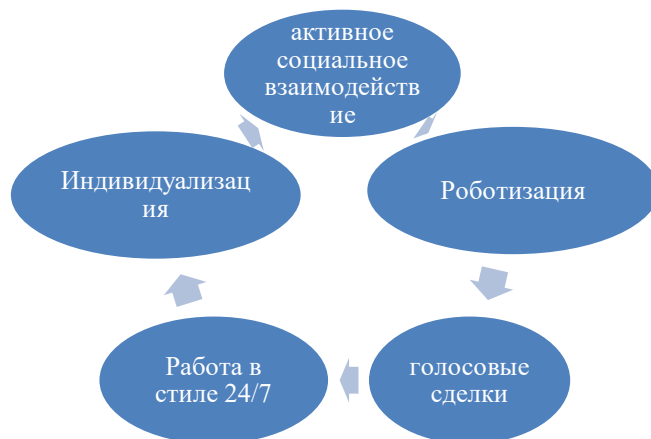 активное
социальное
взаимодейств
ие
Роботизация
голосовые
сделки
Работа в
стиле 24/7
Индивидуализац
ия